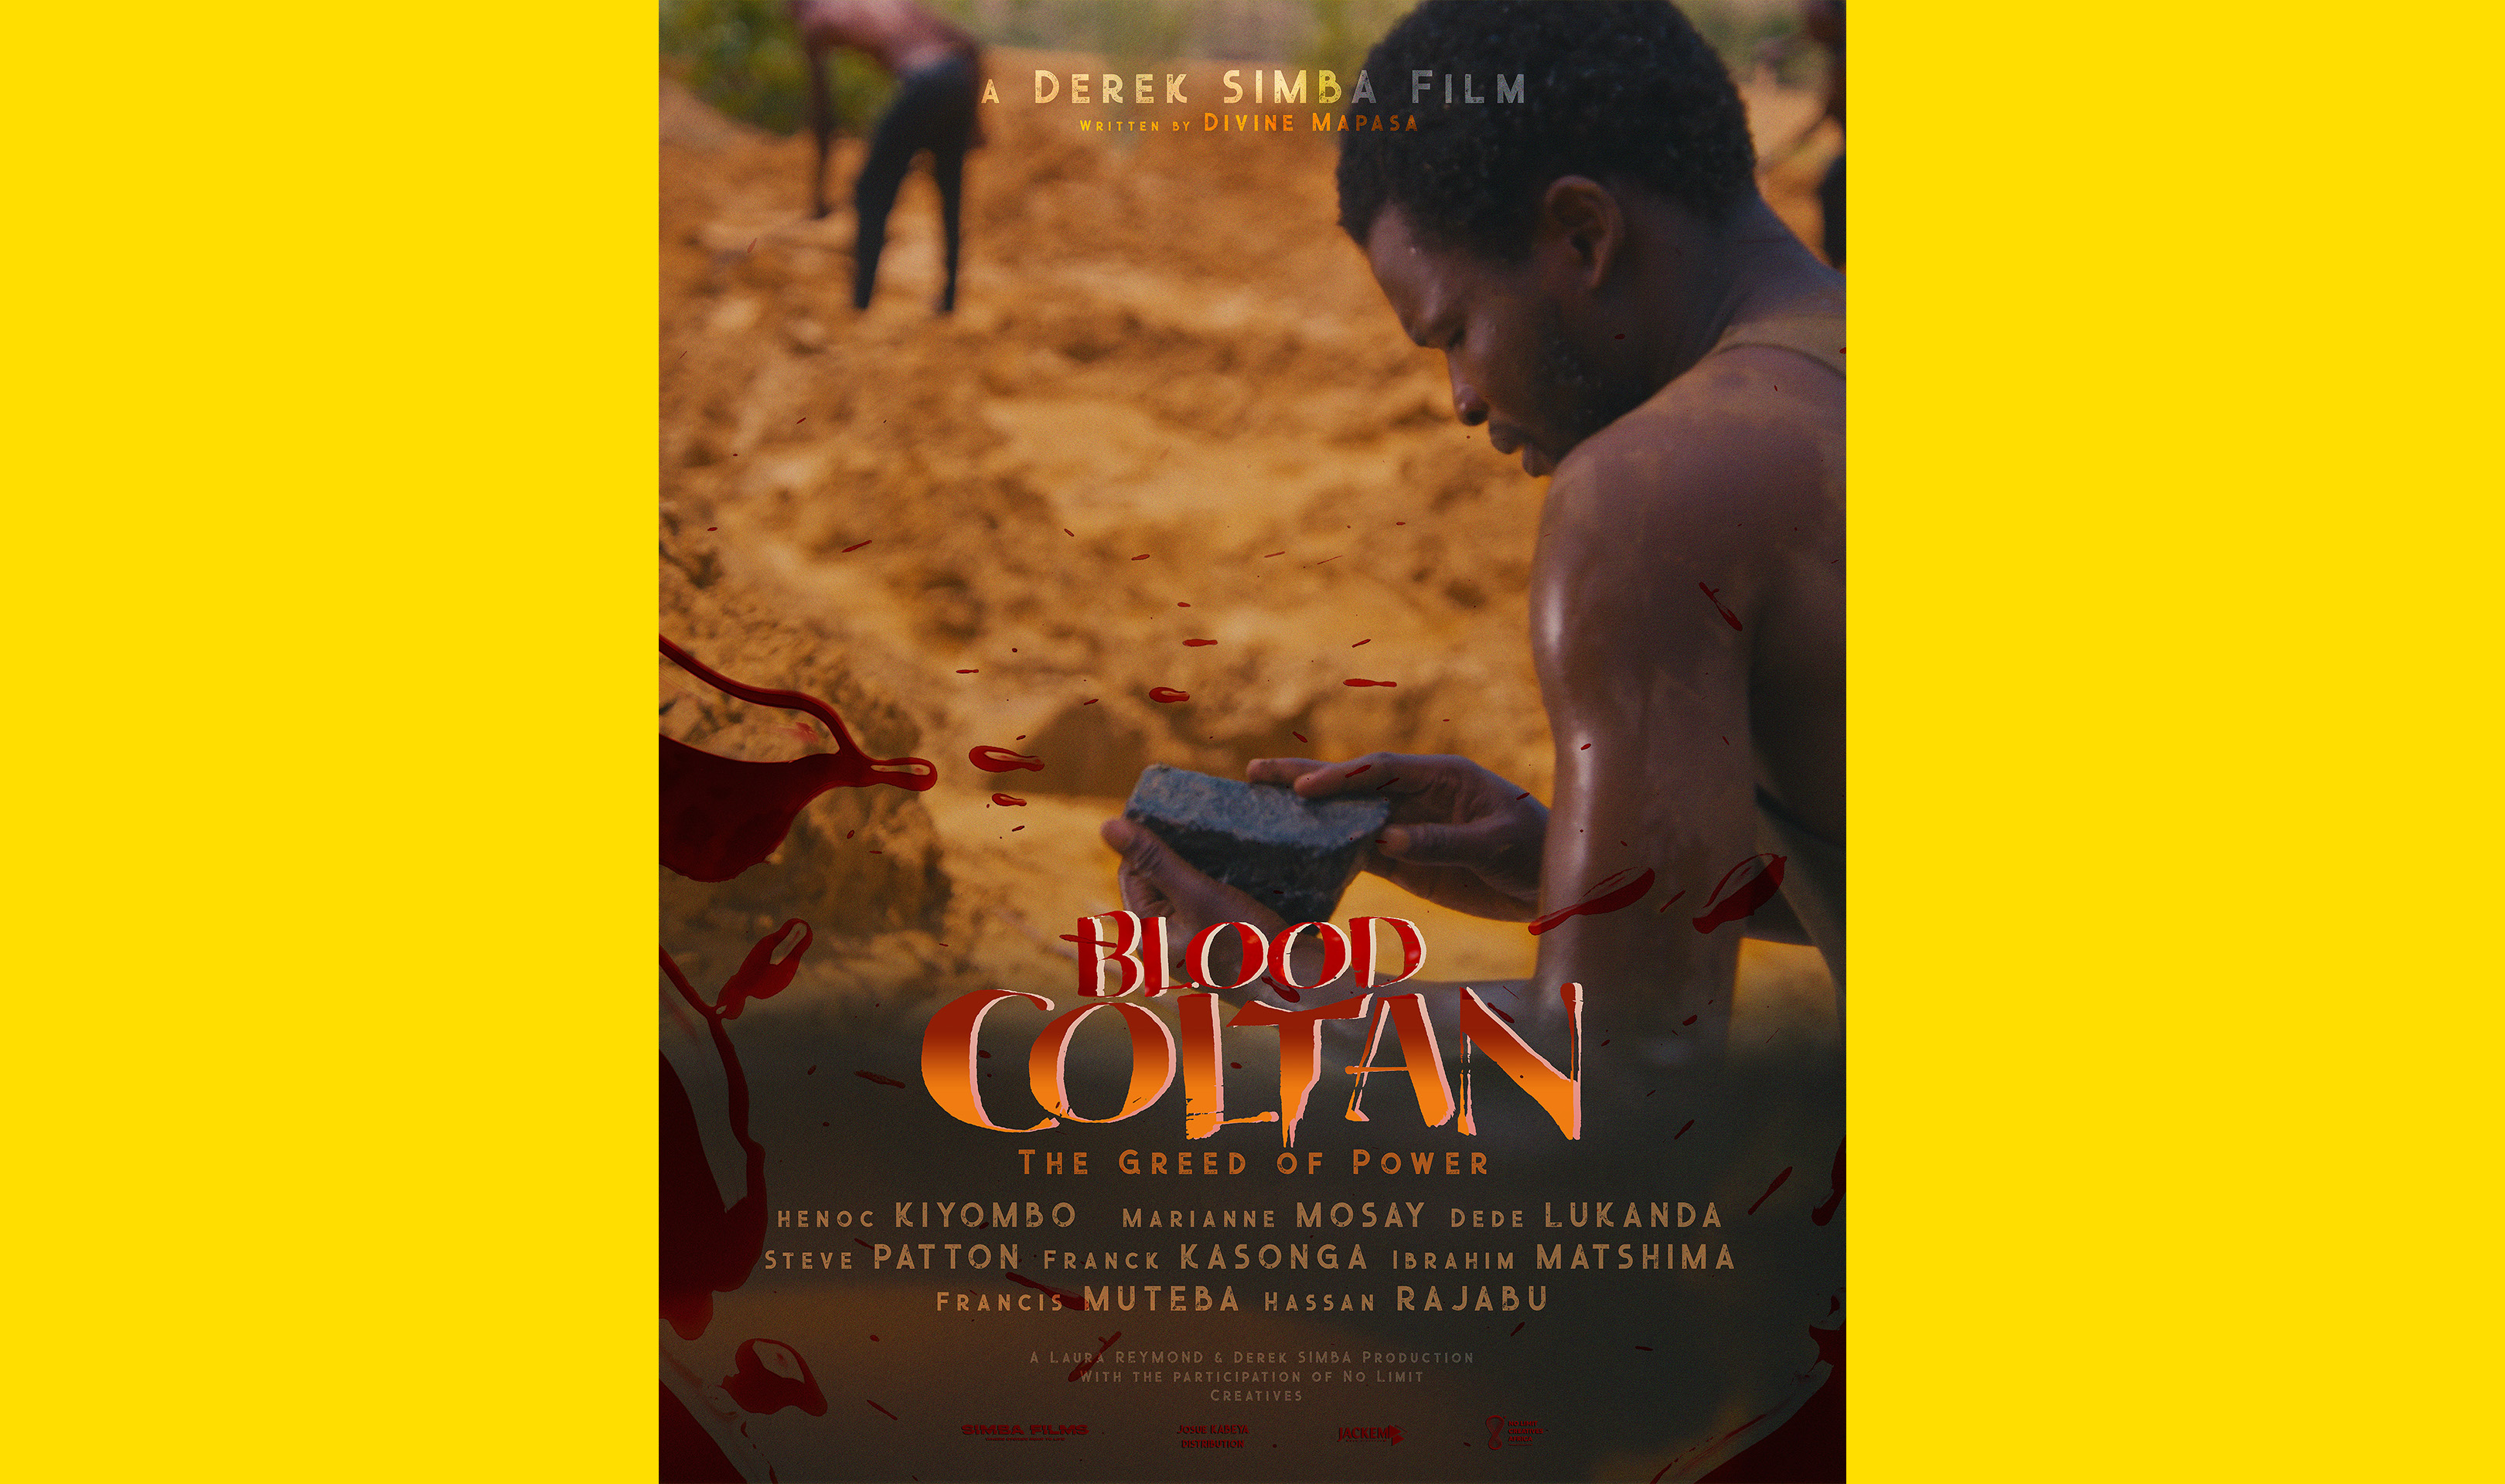 A DEREK SIMBA FILM
WRITTEN BY DIVINE MAPASA
BLOOD
COLTAN
THE GREED OF POWER
HENOC KIYOMBO MARIANNE MOSAY DEDE LUKANDA
STEVE PATTON FRANCK KASONGA IBRAHIM MATSHIMA
FRANCIS MUTEBA HASSAN RAJABU
A LAURA REYMOND & DEREK SIMBA PRODUCTION
WITH THE PARTICIPATION OF NO LIMIT
CREATIVES
SIMBA FILMS
JOSUE KABEYA
DISTRIBUTION
JACKEM